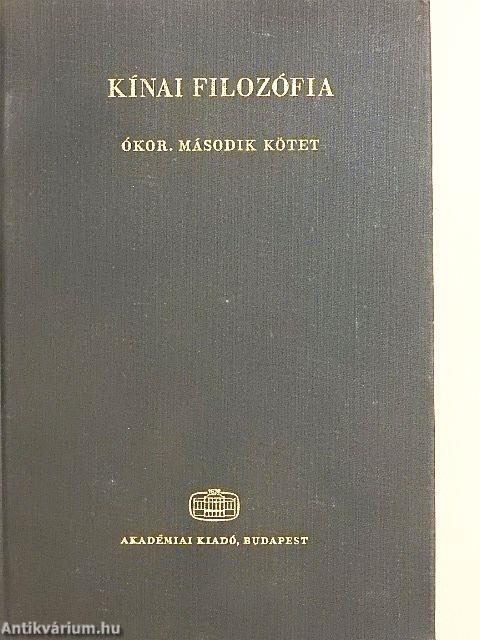 KÍNAI FILOZÓFIA
ÓKOR. MÁSODIK KÖTET
AKADÉMIAI KIADÓ, BUDAPEST
Antikvárium.hu